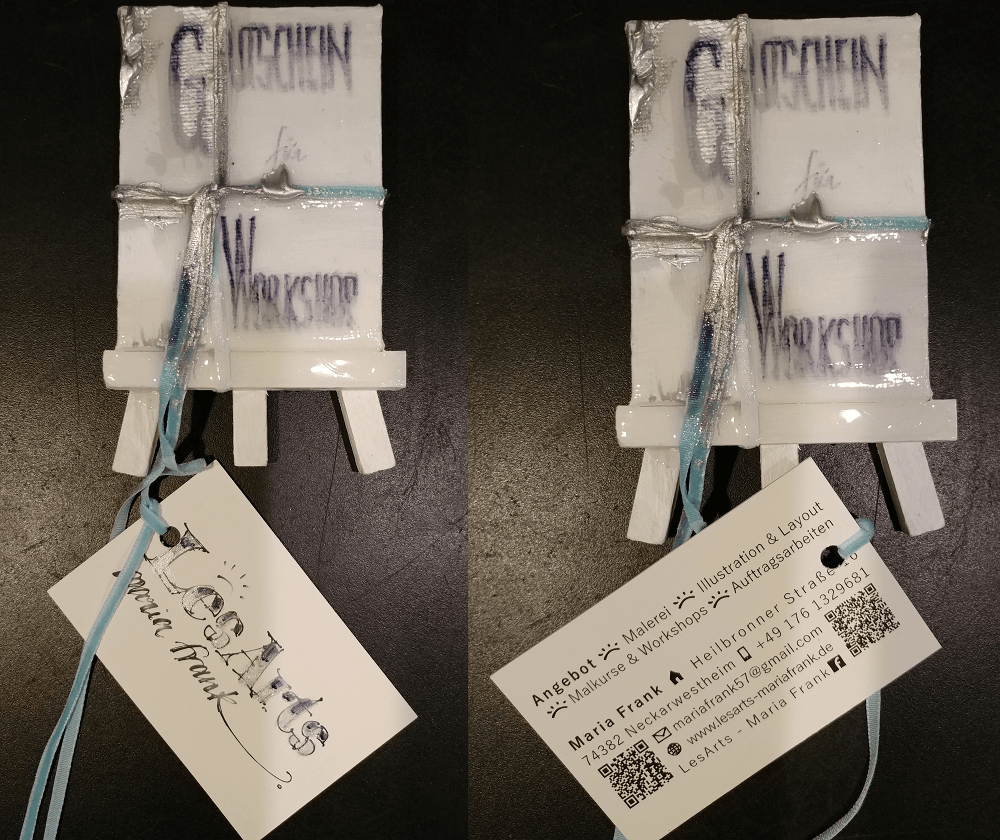 GUTSCHEIN
für
WORKSHOP
LesArts
maria frank
GUTSCHEIN
für
WORKSHOP
Angebot Malerei Illustration & Layout
Malkurse & Workshops Auftragsarbeiten
Maria Frank Heilbronner Straße 16
74382 Neckarwestheim +49 176 1329681
mariafrank57@gmail.com
www.lesarts-mariafrank.de
LesArts - Maria Frank